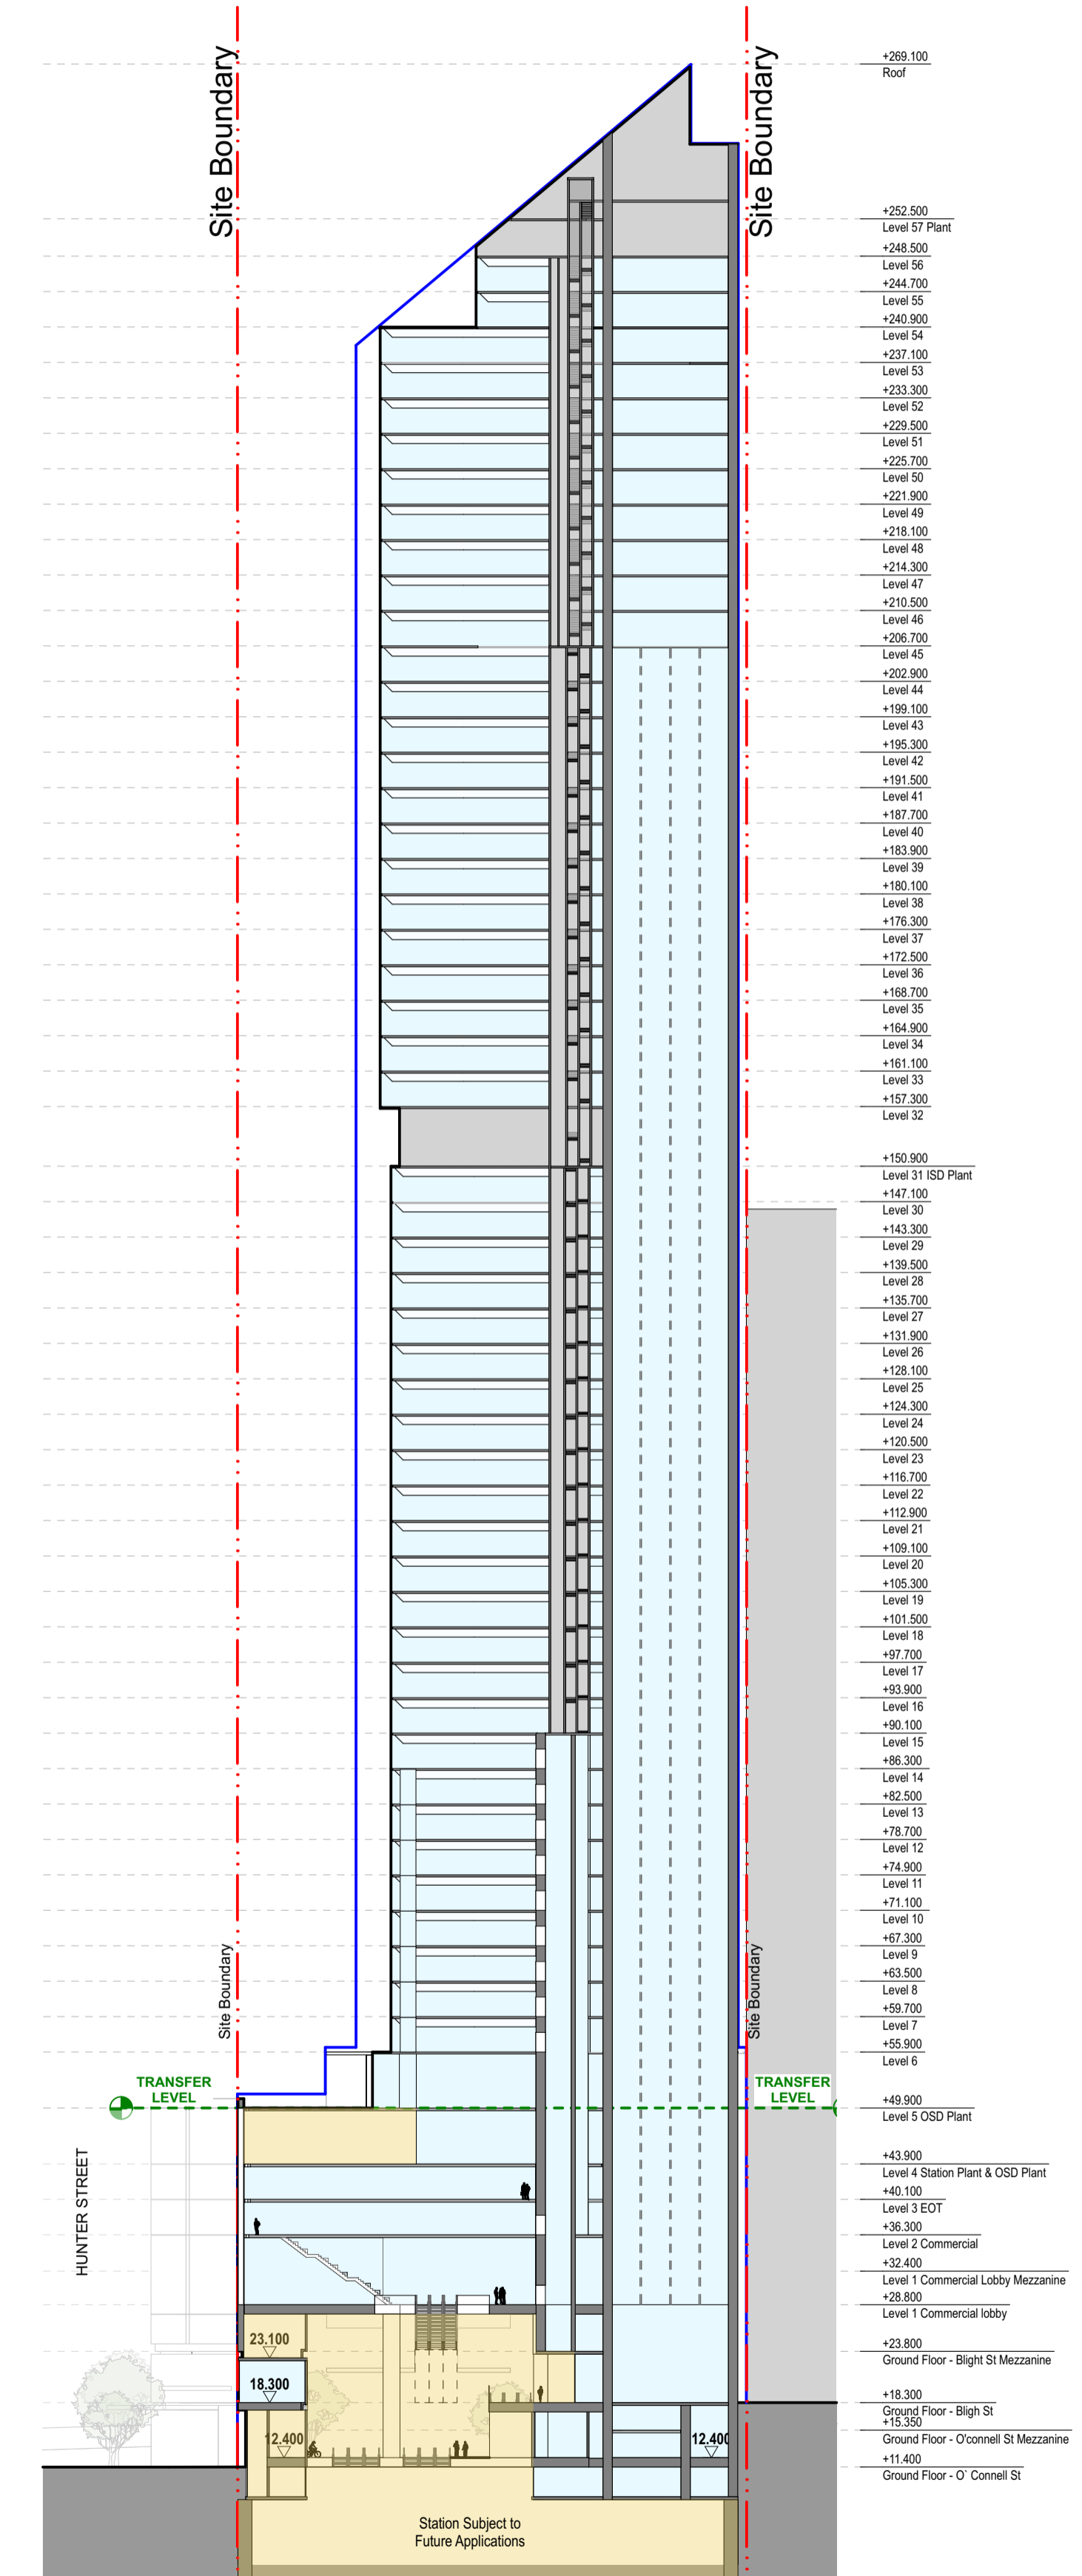 Site Boundary
Site Boundary
+269.100
Roof
+252.500
Level 57 Plant
+248.500
Level 56
+244.700
Level 55
+240.900
Level 54
+237.100
Level 53
+233.300
Level 52
+229.500
Level 51
+225.700
Level 50
+221.900
Level 49
+218.100
Level 48
+214.300
Level 47
+210.500
Level 46
+206.700
Level 45
+202.900
Level 44
+199.100
Level 43
+195.300
Level 42
+191.500
Level 41
+187.700
Level 40
+183.900
Level 39
+180.100
Level 38
+176.300
Level 37
+172.500
Level 36
+168.700
Level 35
+164.900
Level 34
+161.100
Level 33
+157.300
Level 32
+150.900
Level 31 ISD Plant
+147.100
Level 30
+143.300
Level 29
+139.500
Level 28
+135.700
Level 27
+131.900
Level 26
+128.100
Level 25
+124.300
Level 24
+120.500
Level 23
+116.700
Level 22
+112.900
Level 21
+109.100
Level 20
+105.300
Level 19
+101.500
Level 18
+97.700
Level 17
+93.900
Level 16
+90.100
Level 15
+86.300
Level 14
+82.500
Level 13
+78.700
Level 12
+74.900
Level 11
+71.100
Level 10
+67.300
Level 9
+63.500
Level 8
+59.700
Level 7
+55.900
Level 6
Site Boundary
Site Boundary
TRANSFER
LEVEL
TRANSFER
LEVEL
+49.900
Level 5 OSD Plant
+43.900
Level 4 Station Plant & OSD Plant
+40.100
Level 3 EOT
+36.300
Level 2 Commercial
+32.400
Level 1 Commercial Lobby Mezzanine
+28.800
Level 1 Commercial lobby
+23.800
Ground Floor - Blight St Mezzanine
+18.300
Ground Floor - Bligh St
+15.350
Ground Floor - O'connell St Mezzanine
+11.400
Ground Floor - O` Connell St
HUNTER STREET
23.100
18.300
12.400
12.400
Station Subject to
Future Applications